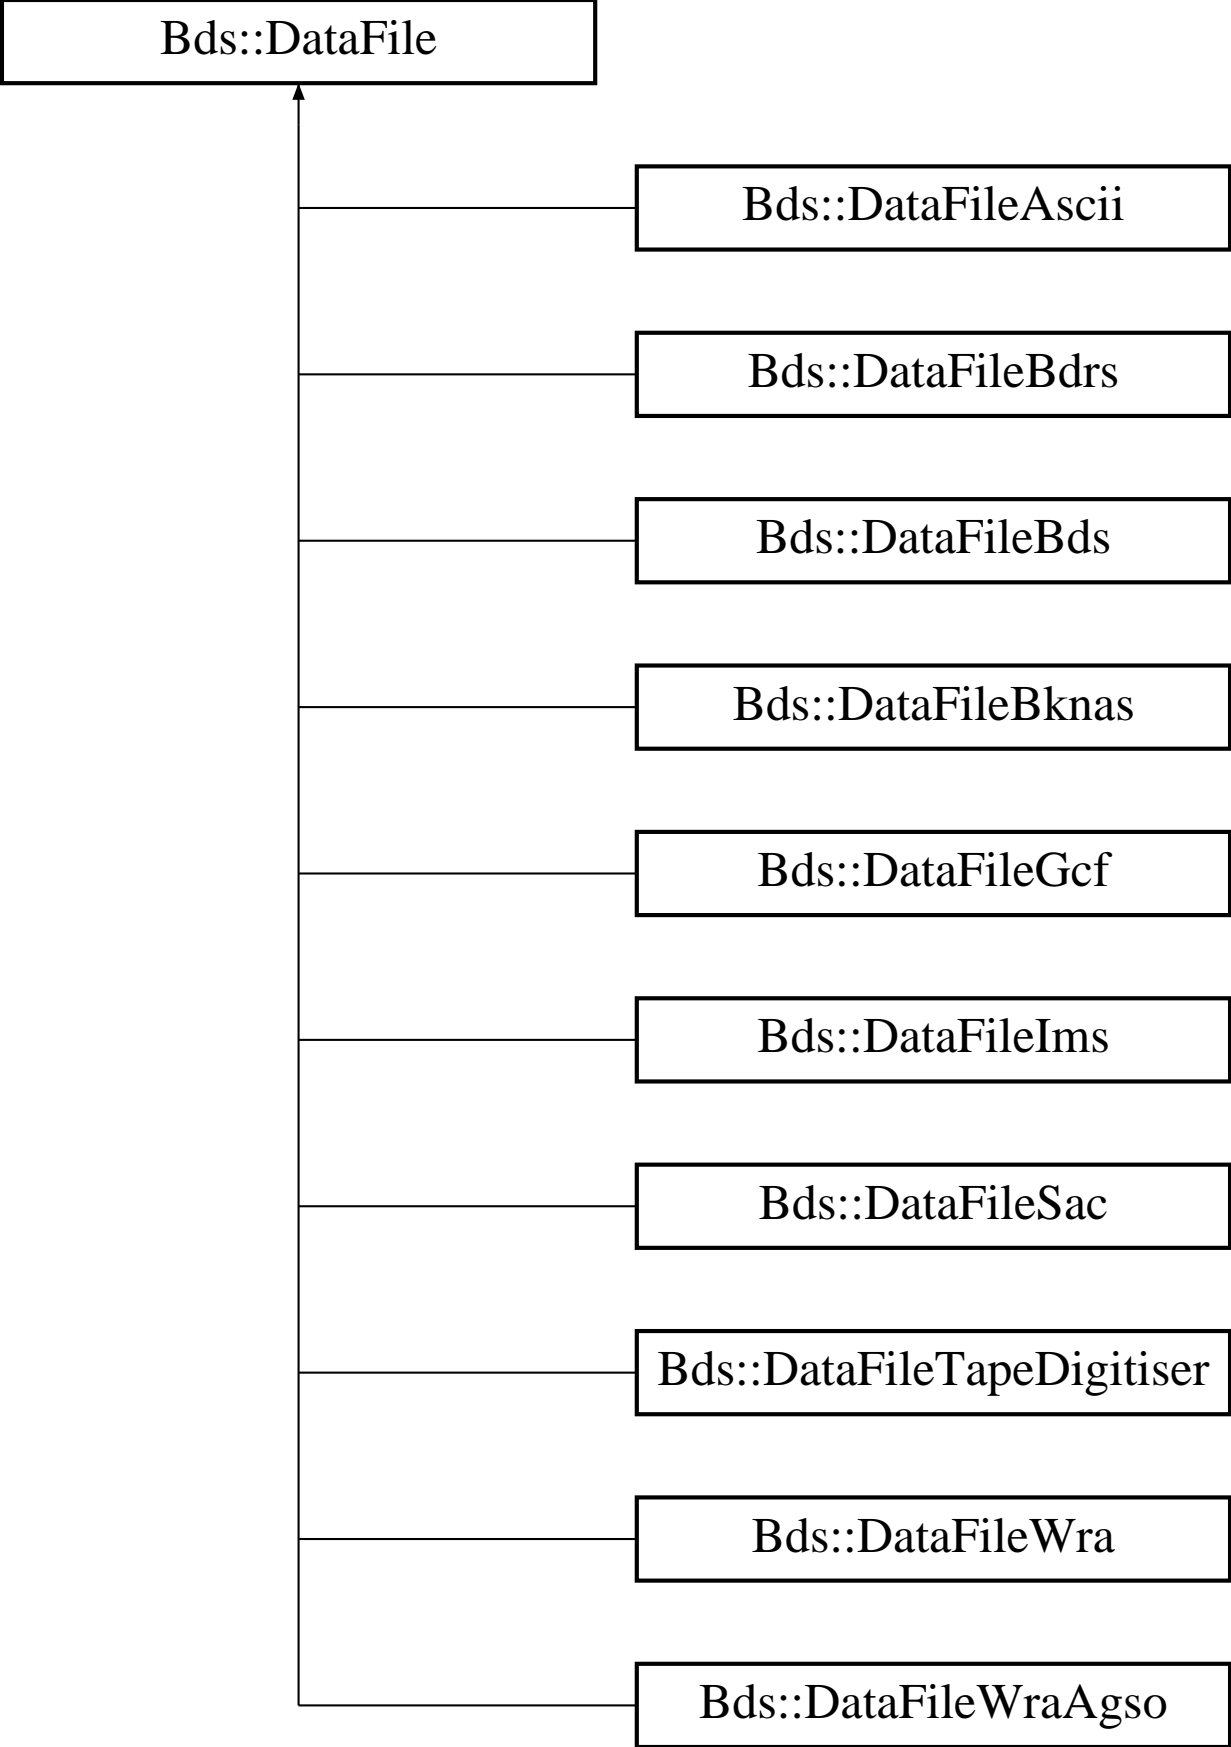 Bds::DataFile
Bds::DataFileAscii
Bds::DataFileBdrs
Bds::DataFileBds
Bds::DataFileBknas
Bds::DataFileGcf
Bds::DataFileIms
Bds::DataFileSac
Bds::DataFileTapeDigitiser
Bds::DataFileWra
Bds::DataFileWraAgso